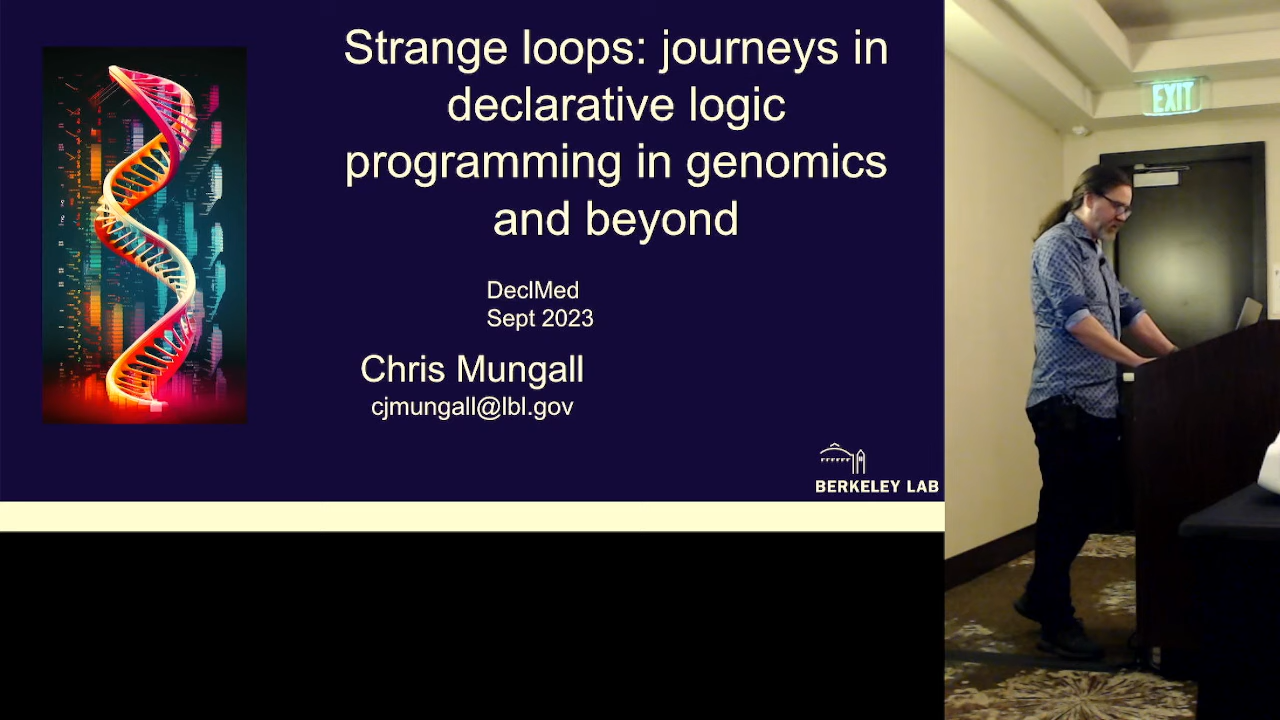 Strange loops: journeys in
declarative logic
programming in genomics
and beyond
DeclMed
Sept 2023
Chris Mungall
cjmungall@lbl.gov
BERKELEY LAB
EXIT